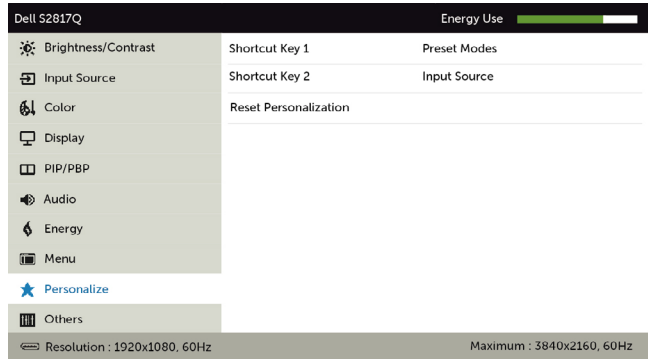 Dell S2817Q Energy Use
Brightness/Contrast Shortcut Key 1 Preset Modes
Input Source Shortcut Key 2 Input Source
Color Reset Personalization
Display
PIP/PBP
Audio
Energy
Menu
Personalize
Others
Resolution : 1920x1080, 60Hz Maximum : 3840x2160, 60Hz